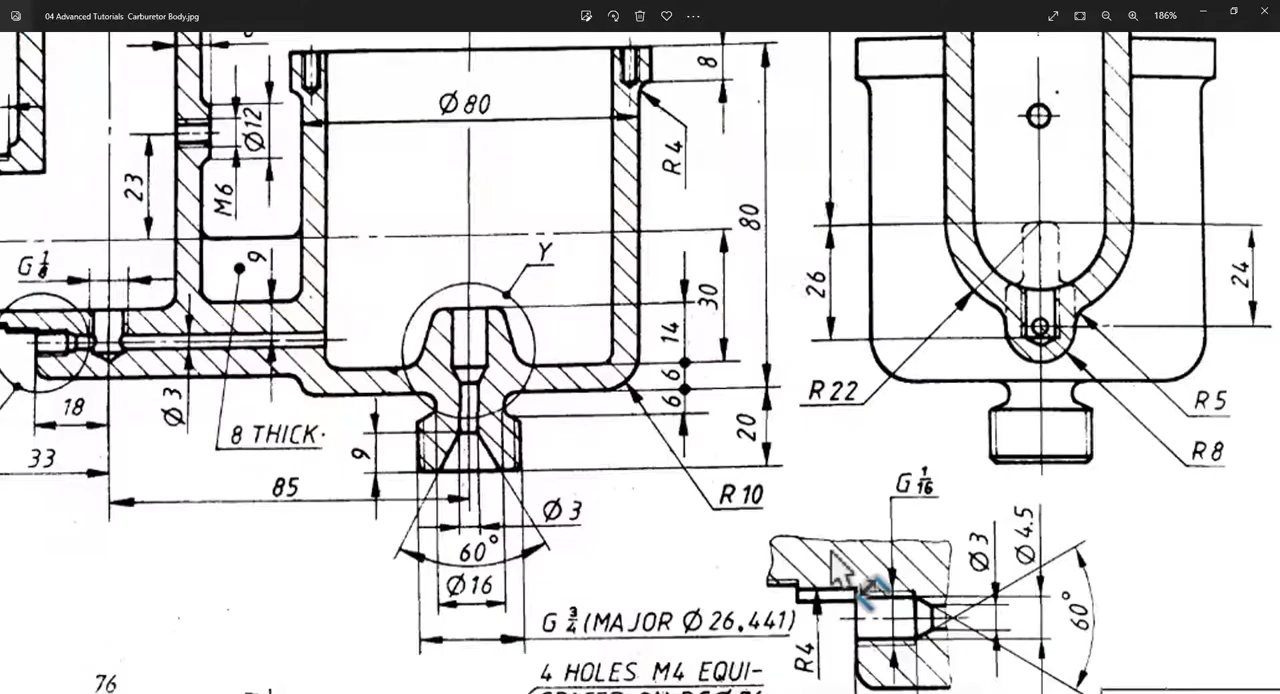 04 Advanced Tutorials Carburetor Body.jpg
186%
Ø80
8
Ø12
M6
23
R4
80
G 1/8
9
Y
30
14
6
6
20
26
24
18
Ø3
8 THICK.
33
9
85
R10
Ø3
60°
Ø16
G 3/4 (MAJOR Ø 26.441)
4 HOLES M4 EQUI-
76
R22
R5
R8
G 1/16
Ø3
Ø4.5
60°
R4